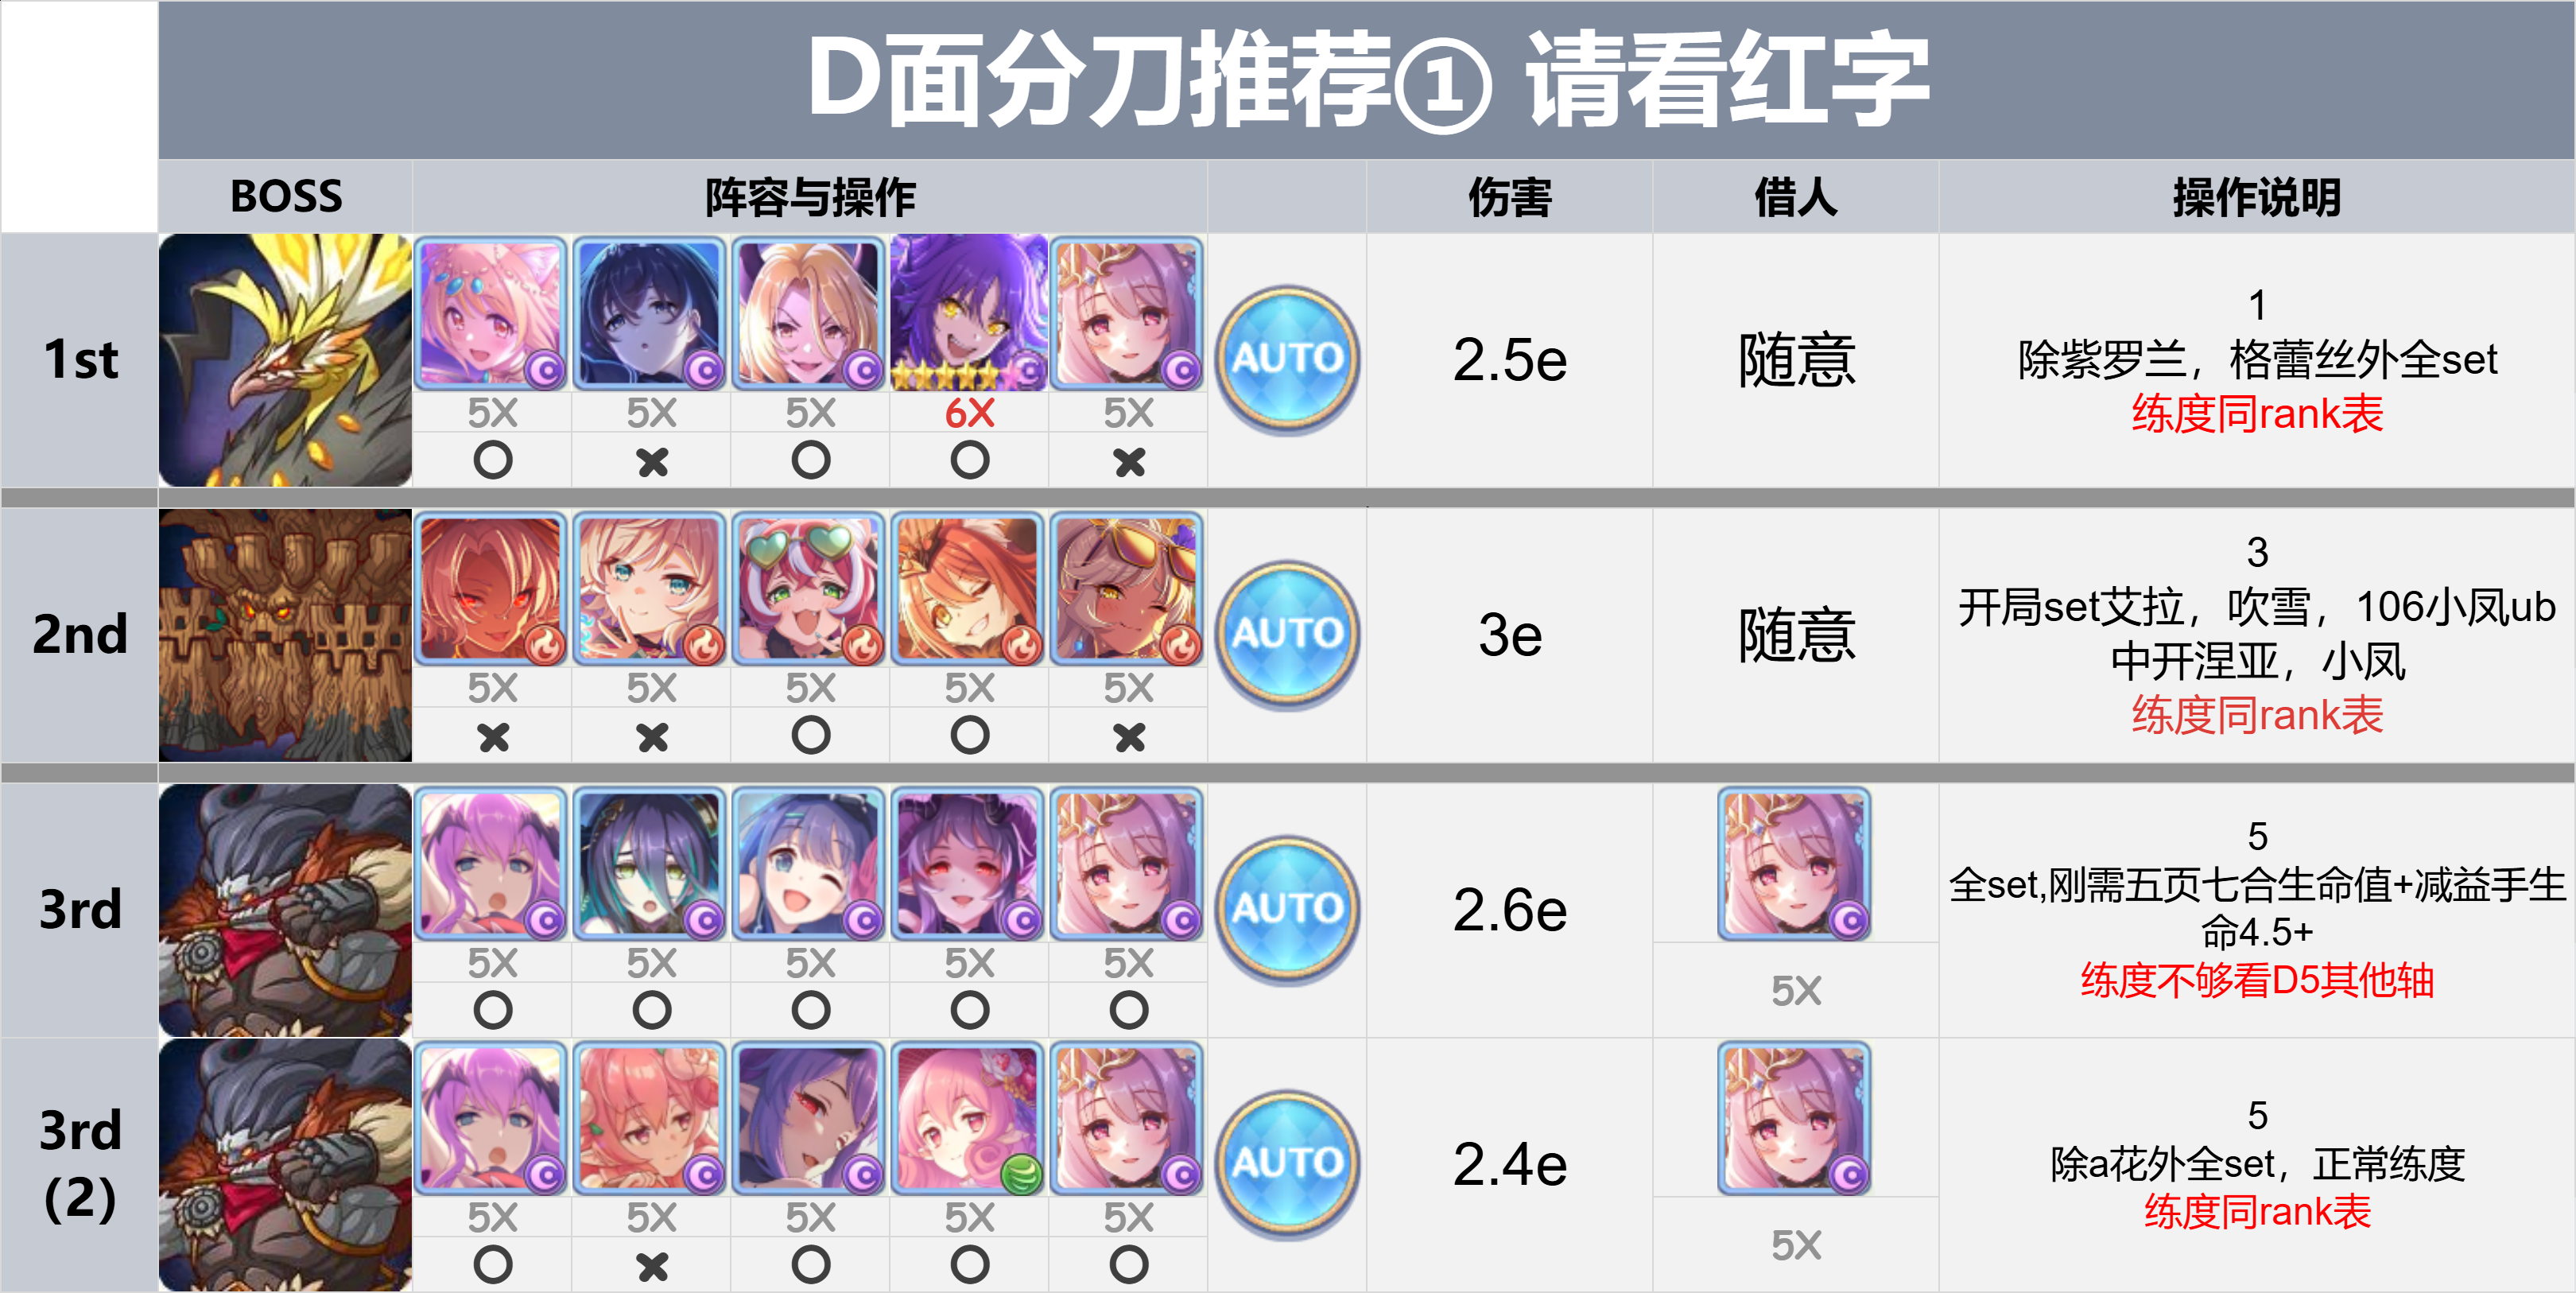 D面分刀推荐① 请看红字
BOSS 阵容与操作 伤害 借人 操作说明
1st
5X 5X 5X 6X 5X
AUTO
2.5e
随意
1
除紫罗兰，格蕾丝外全set
练度同rank表
2nd
5X 5X 5X 5X 5X
AUTO
3e
随意
3
开局set艾拉，吹雪，106小凤ub
中开涅亚，小凤
练度同rank表
3rd
5X 5X 5X 5X 5X
AUTO
2.6e
5X
5
全set,刚需五页七合生命值+减益手生
命4.5+
练度不够看D5其他轴
3rd
(2)
5X 5X 5X 5X 5X
AUTO
2.4e
5X
5
除a花外全set，正常练度
练度同rank表